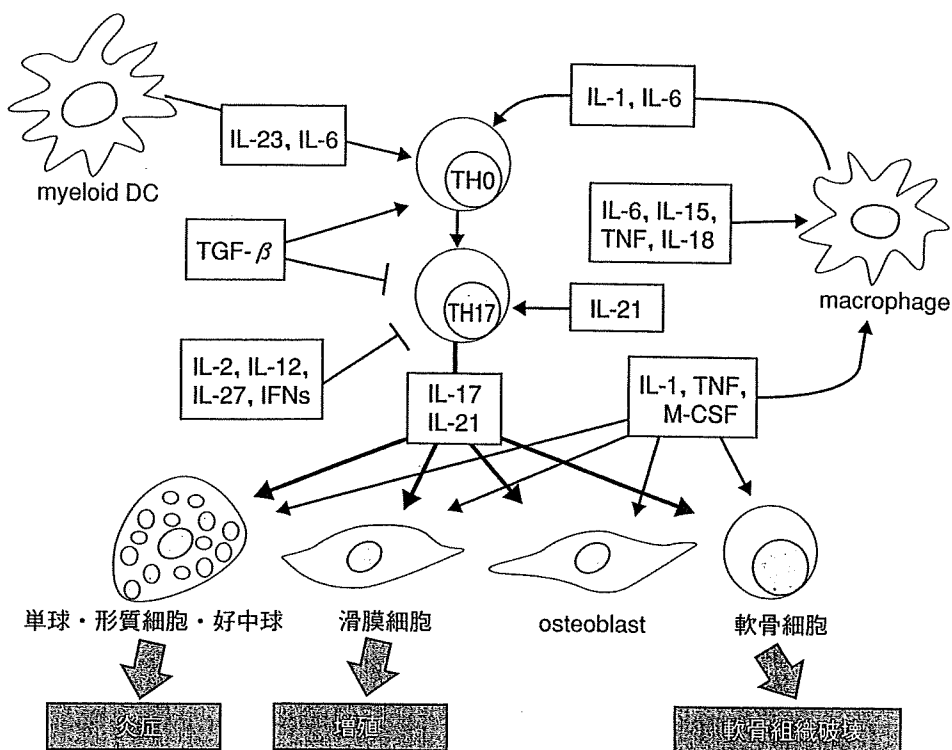 IL-1, IL-6
IL-23, IL-6
TH0
myeloid DC
IL-6, IL-15,
TNF, IL-18
TGF-β
macrophage
TH17
IL-21
IL-2, IL-12,
IL-27, IFNs
IL-17
IL-21
IL-1, TNF,
M-CSF
単球・形質細胞・好中球
滑膜細胞
osteoblast
軟骨細胞
炎症
増殖
軟骨組織破壊